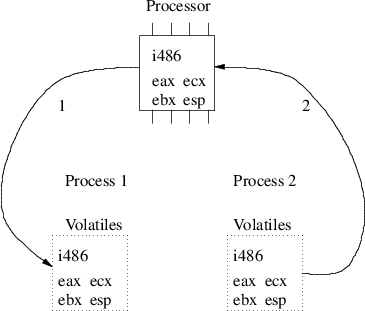 Processor
i486
eax ecx
ebx esp
1
2
Process 1
Process 2
Volatiles
Volatiles
i486
eax ecx
ebx esp
i486
eax ecx
ebx esp